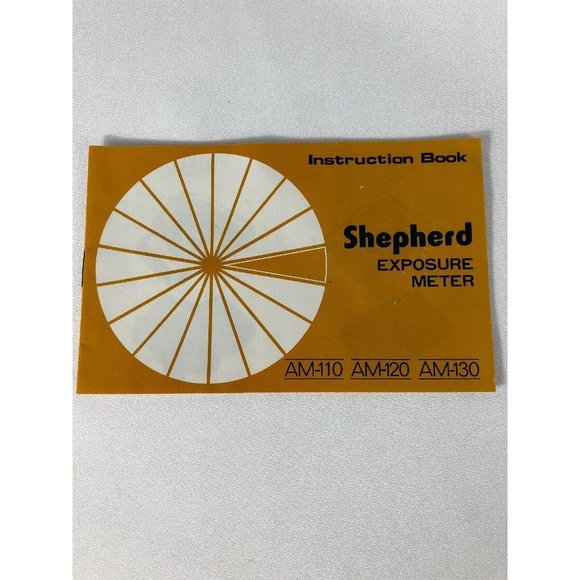 Instruction Book
Shepherd
EXPOSURE
METER
AM-110 AM-120 AM-130